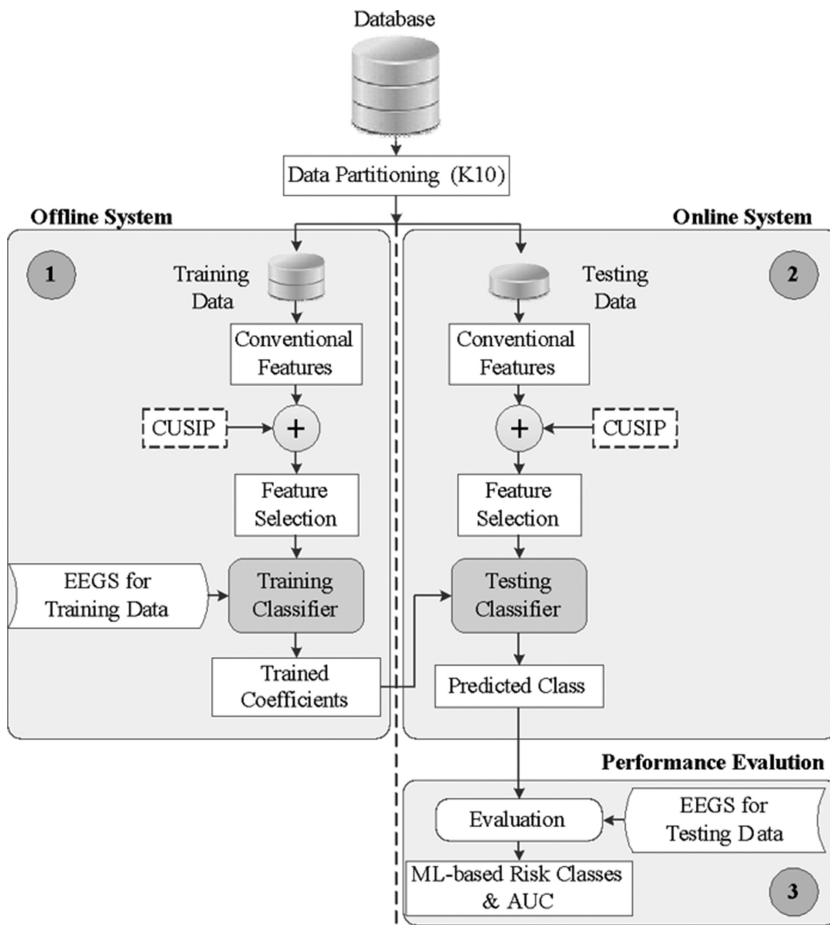 Database
Data Partitioning (K10)
Offline System
Online System
1
2
Training
Data
Testing
Data
Conventional
Features
Conventional
Features
CUSIP
+
+
CUSIP
Feature
Selection
Feature
Selection
EEGS for
Training Data
Training
Classifier
Testing
Classifier
Trained
Coefficients
Predicted Class
Performance Evalution
Evaluation
EEGS for
Testing Data
ML-based Risk Classes
& AUC
3